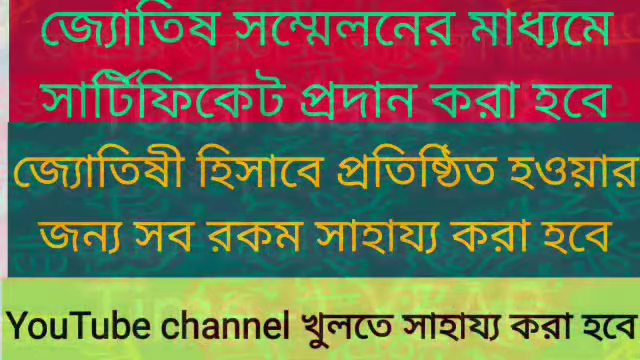 জ্যোতিষ সম্মেলনের মাধ্যমে
সার্টিফিকেট প্রদান করা হবে
জ্যোতিষী হিসাবে প্রতিষ্ঠিত হওয়ার
জন্য সব রকম সাহায্য করা হবে
YouTube channel খুলতে সাহায্য করা হবে